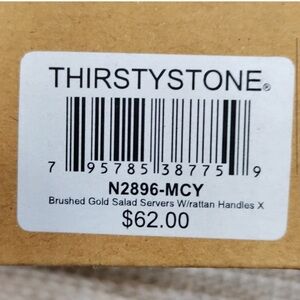 THIRSTYSTONE®
7 95785 38775 9
N2896-MCY
Brushed Gold Salad Servers W/rattan Handles X
$62.00